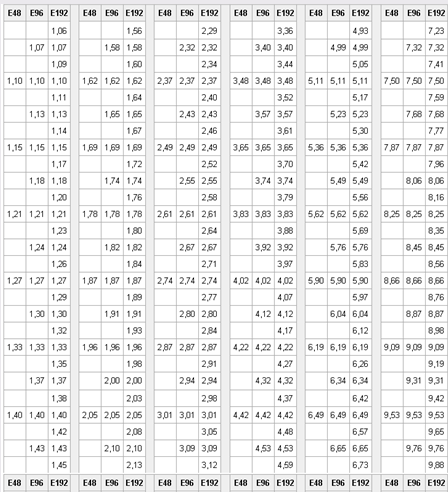 E48 E96 E192 E48 E96 E192 E48 E96 E192 E48 E96 E192 E48 E96 E192 E48 E96 E192
1,06 1,56 2,29 3,36 4,93 7,23
1,07 1,07 1,58 1,58 2,32 2,32 3,40 3,40 4,99 4,99 7,32 7,32
1,09 1,60 2,34 3,44 5,05 7,41
1,10 1,10 1,10 1,62 1,62 1,62 2,37 2,37 2,37 3,48 3,48 3,48 5,11 5,11 5,11 7,50 7,50 7,50
1,11 1,64 2,40 3,52 5,17 7,59
1,13 1,13 1,65 1,65 2,43 2,43 3,57 3,57 5,23 5,23 7,68 7,68
1,14 1,67 2,46 3,61 5,30 7,77
1,15 1,15 1,15 1,69 1,69 1,69 2,49 2,49 2,49 3,65 3,65 3,65 5,36 5,36 5,36 7,87 7,87 7,87
1,17 1,72 2,52 3,70 5,42 7,96
1,18 1,18 1,74 1,74 2,55 2,55 3,74 3,74 5,49 5,49 8,06 8,06
1,20 1,76 2,58 3,79 5,56 8,16
1,21 1,21 1,21 1,78 1,78 1,78 2,61 2,61 2,61 3,83 3,83 3,83 5,62 5,62 5,62 8,25 8,25 8,25
1,23 1,80 2,64 3,88 5,69 8,35
1,24 1,24 1,82 1,82 2,67 2,67 3,92 3,92 5,76 5,76 8,45 8,45
1,26 1,84 2,71 3,97 5,83 8,56
1,27 1,27 1,27 1,87 1,87 1,87 2,74 2,74 2,74 4,02 4,02 4,02 5,90 5,90 5,90 8,66 8,66 8,66
1,29 1,89 2,77 4,07 5,97 8,76
1,30 1,30 1,91 1,91 2,80 2,80 4,12 4,12 6,04 6,04 8,87 8,87
1,32 1,93 2,84 4,17 6,12 8,98
1,33 1,33 1,33 1,96 1,96 1,96 2,87 2,87 2,87 4,22 4,22 4,22 6,19 6,19 6,19 9,09 9,09 9,09
1,35 1,98 2,91 4,27 6,26 9,19
1,37 1,37 2,00 2,00 2,94 2,94 4,32 4,32 6,34 6,34 9,31 9,31
1,38 2,03 2,98 4,37 6,42 9,42
1,40 1,40 1,40 2,05 2,05 2,05 3,01 3,01 3,01 4,42 4,42 4,42 6,49 6,49 6,49 9,53 9,53 9,53
1,42 2,08 3,05 4,48 6,57 9,65
1,43 1,43 2,10 2,10 3,09 3,09 4,53 4,53 6,65 6,65 9,76 9,76
1,45 2,13 3,12 4,59 6,73 9,88
E48 E96 E192 E48 E96 E192 E48 E96 E192 E48 E96 E192 E48 E96 E192 E48 E96 E192